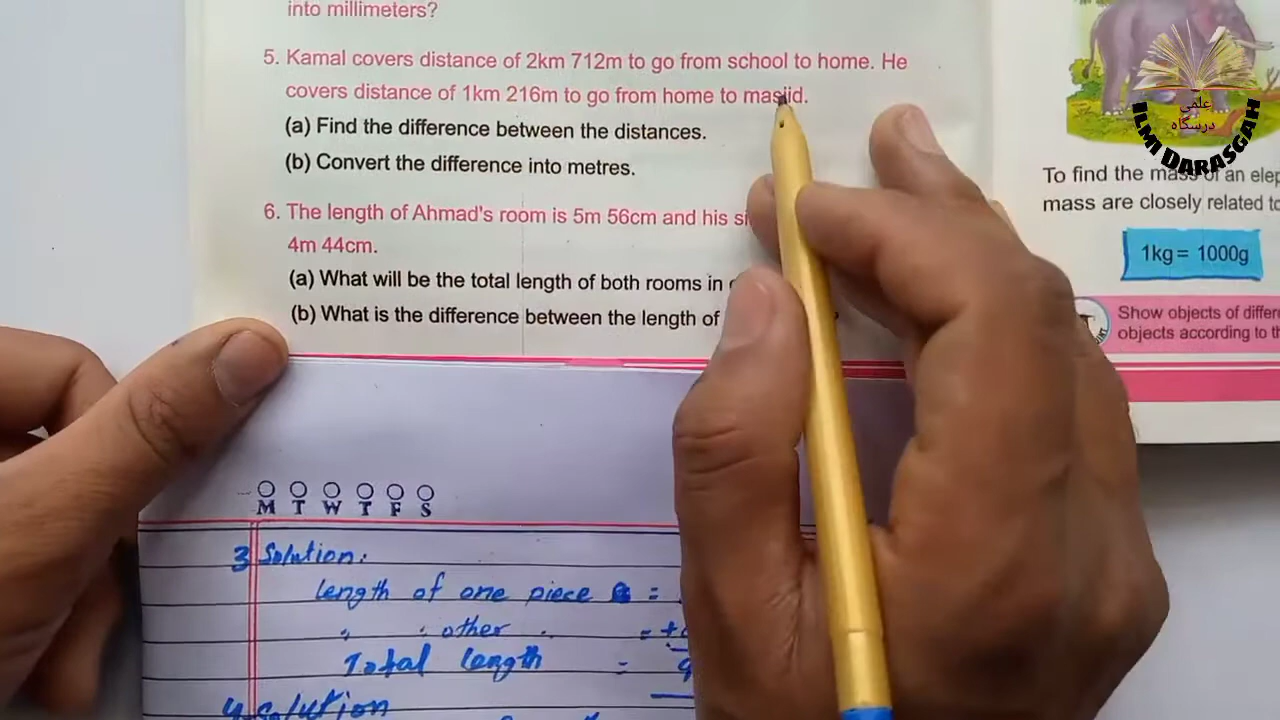 into millimeters?
5. Kamal covers distance of 2km 712m to go from school to home. He
covers distance of 1km 216m to go from home to masjid.
(a) Find the difference between the distances.
(b) Convert the difference into metres.
6. The length of Ahmad's room is 5m 56cm and his
4m 44cm.
(a) What will be the total length of both rooms in
(b) What is the difference between the length of
M T W T F S
3 Solution:
length of one piece =
" " other =
Total length =
4. Solution
علمی
درسگاہ
ILMI DARASGAH
To find the mass of an
mass are closely related to
1kg = 1000g
Show objects of
objects according to